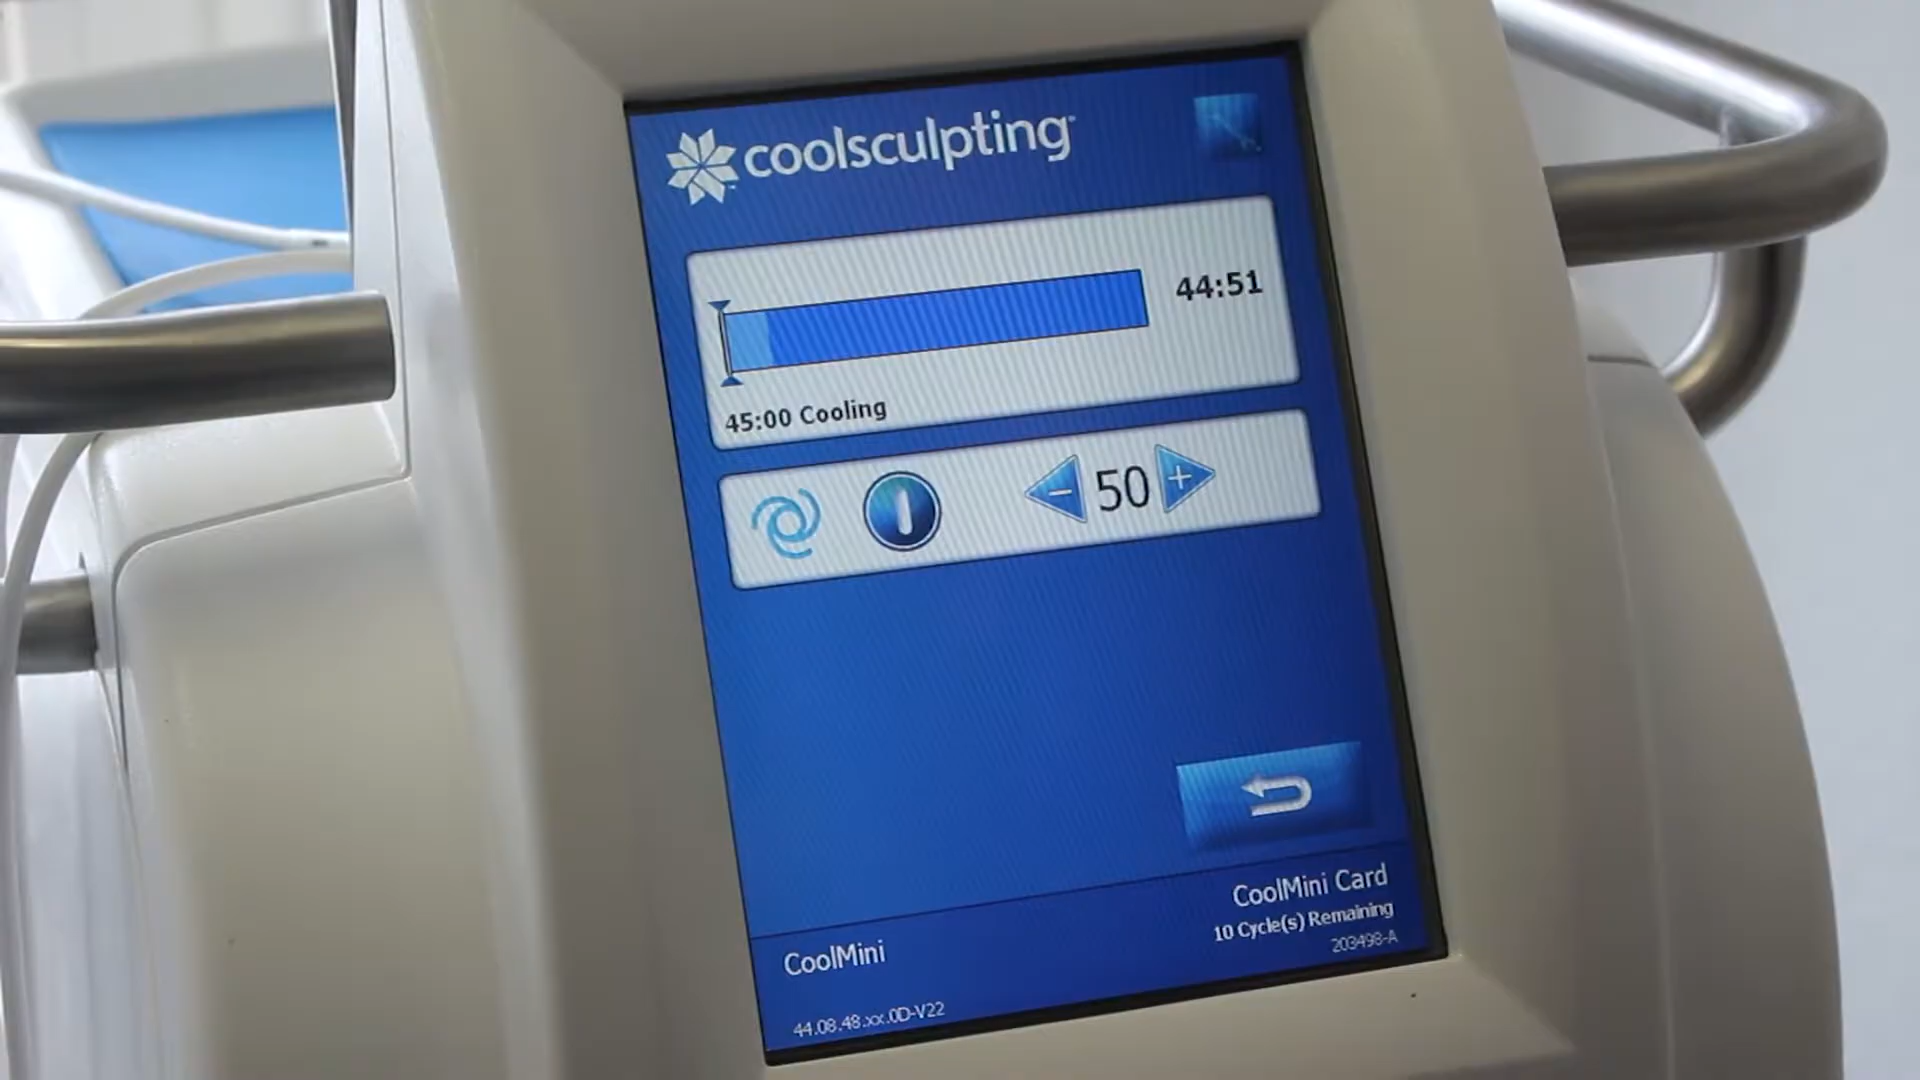 coolsculpting
44:51
45:00 Cooling
- 50 +
CoolMini Card
10 Cycle(s) Remaining
203498-A
CoolMini
44.08.48.xx.0D-V22